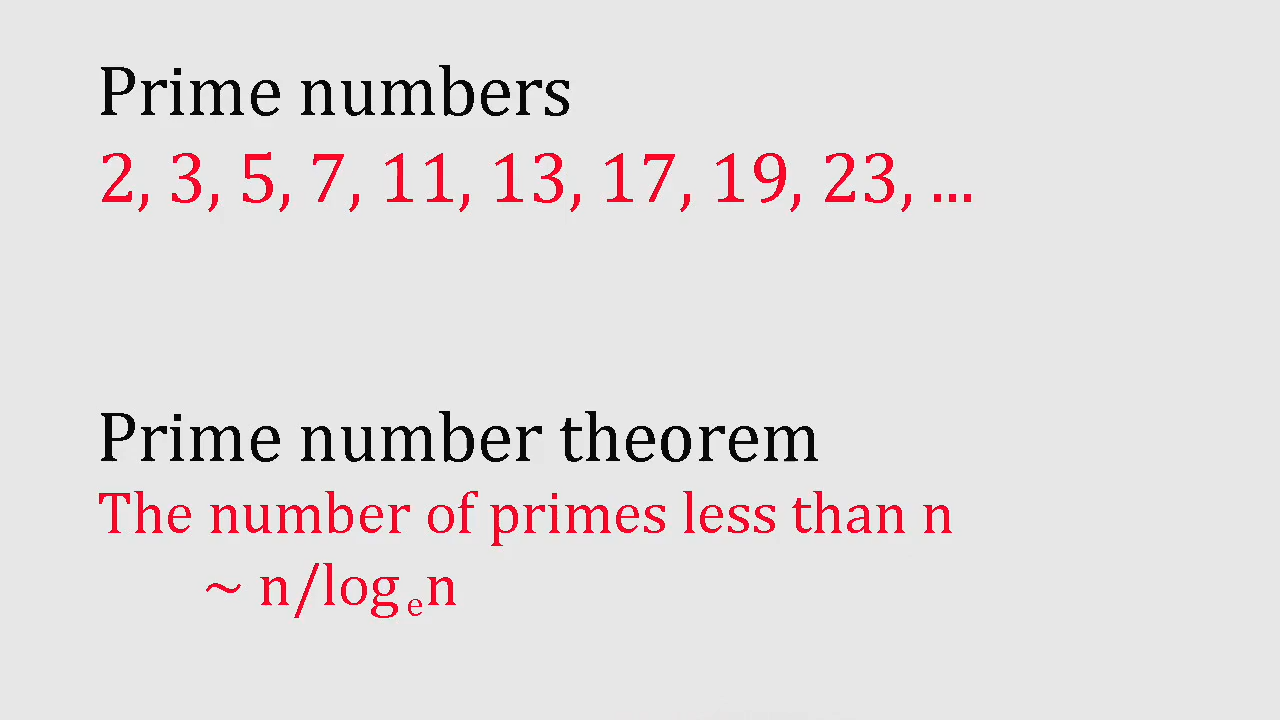 Prime numbers
2, 3, 5, 7, 11, 13, 17, 19, 23, ...
Prime number theorem
The number of primes less than n
~ n/logₑn